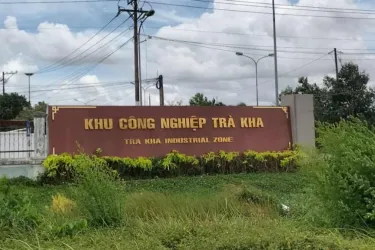 KHU CÔNG NGHIỆP TRÀ KHA
TRA KHA INDUSTRIAL ZONE